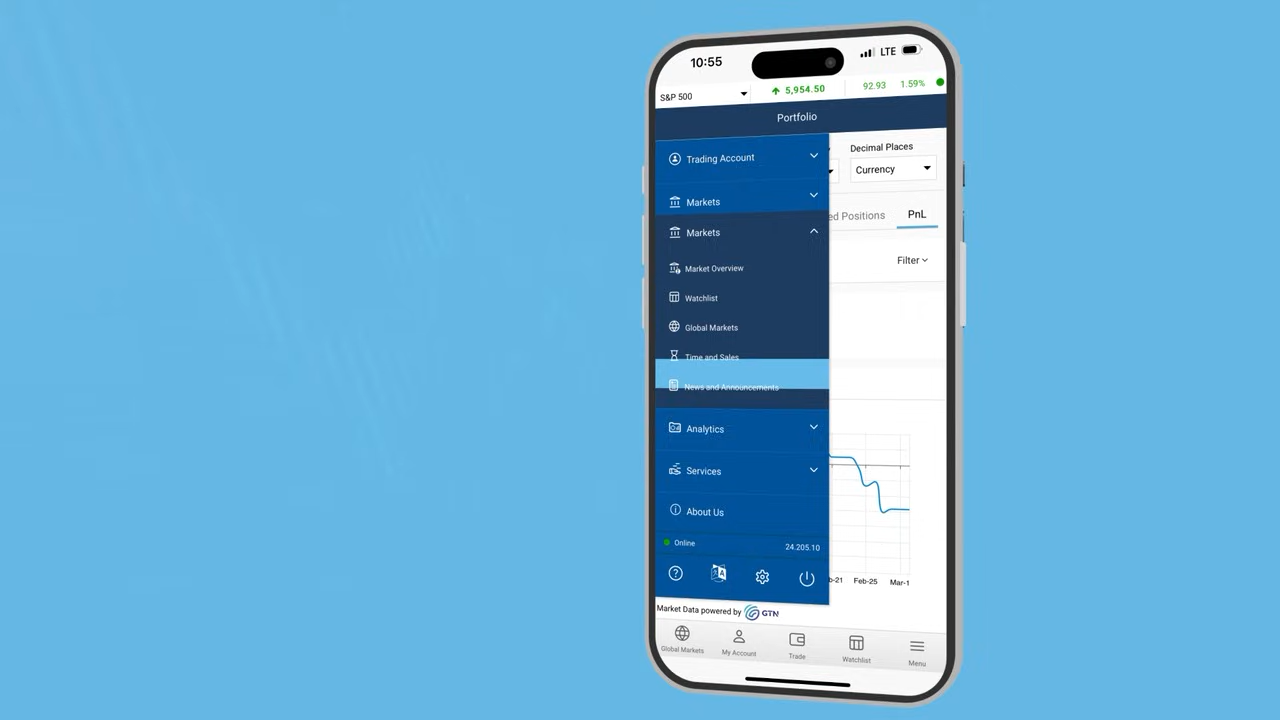 10:55
LTE
S&P 500
5,954.50
92.93
1.59%
Portfolio
Trading Account
Decimal Places
Currency
Markets
ed Positions
PnL
Markets
Filter
Market Overview
Watchlist
Global Markets
Time and Sales
News and Announcements
Analytics
Services
About Us
Online
24.205.10
b-21
Feb-25
Mar-1
Market Data powered by GTN
Global Markets
My Account
Trade
Watchlist
Menu